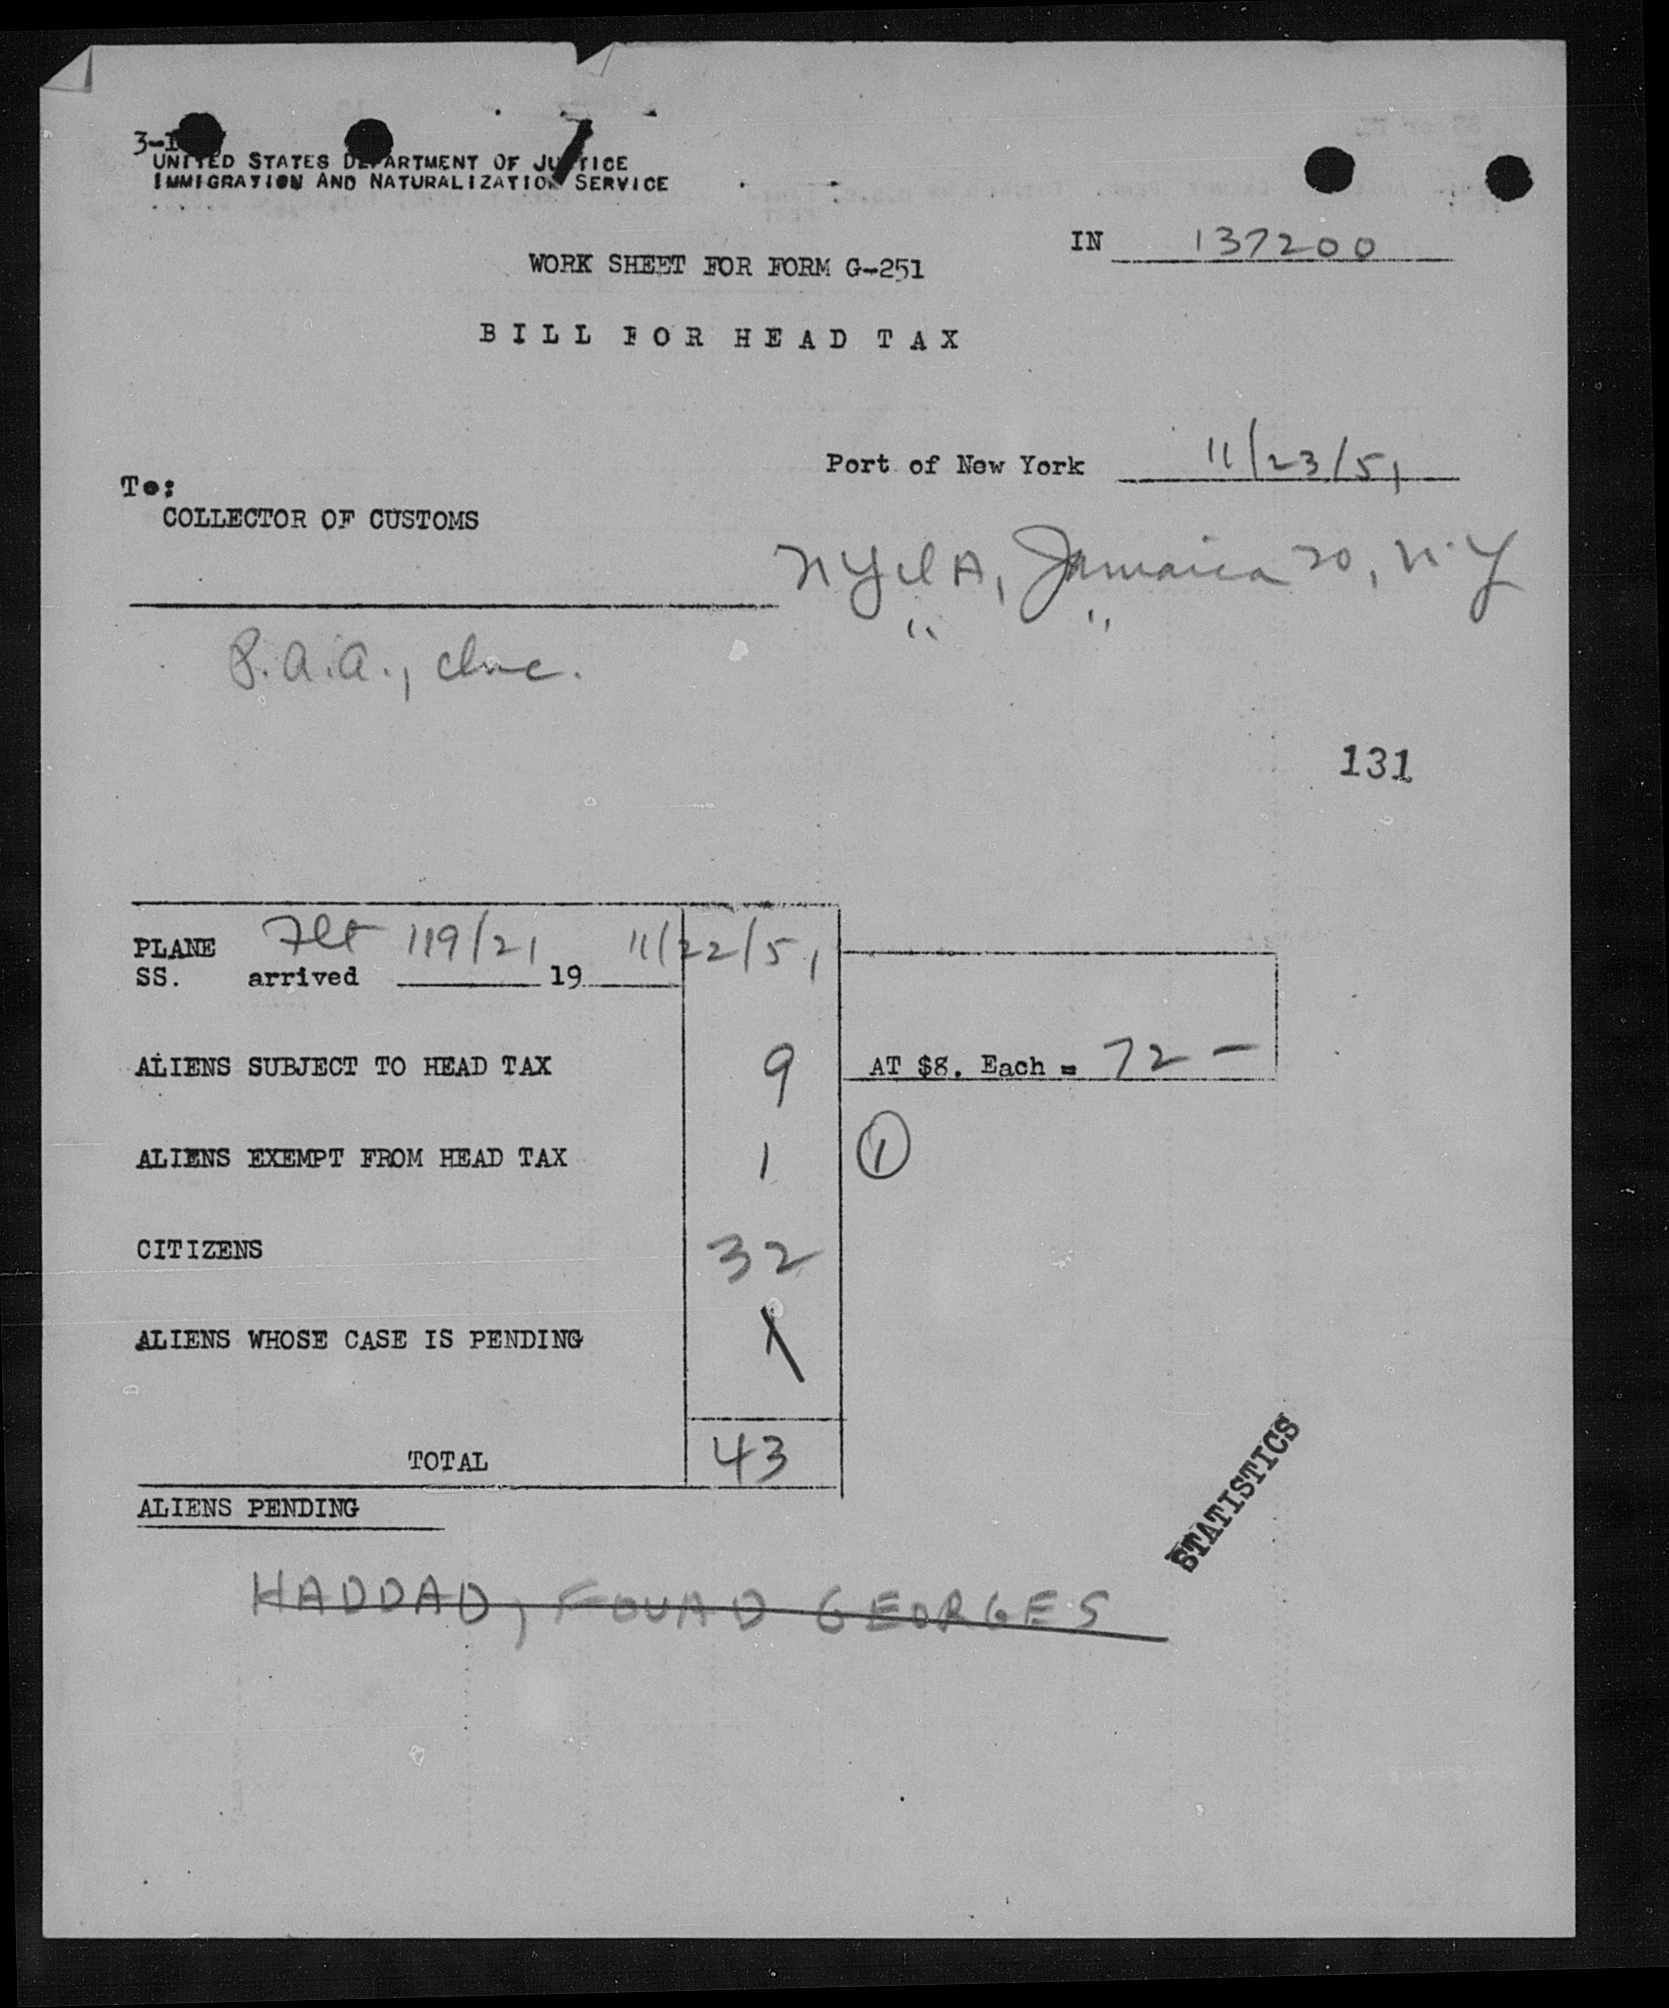 UNITED STATES DEPARTMENT OF JUSTICE
IMMIGRATION AND NATURALIZATION SERVICE
IN 137200
WORK SHEET FOR FORM G-251
BILL FOR HEAD TAX
Port of New York 11/23/51
To:
COLLECTOR OF CUSTOMS
NYIA, Jamaica 20, N.Y
" "
P.A.A., Inc.
131
PLANE Flt 119/21 11/22/51
SS. arrived 19
ALIENS SUBJECT TO HEAD TAX 9 AT $8. Each = 72 -
ALIENS EXEMPT FROM HEAD TAX 1 1
CITIZENS 32
ALIENS WHOSE CASE IS PENDING 1
TOTAL 43
ALIENS PENDING
STATISTICS
HADDAD, FOUAD GEORGES